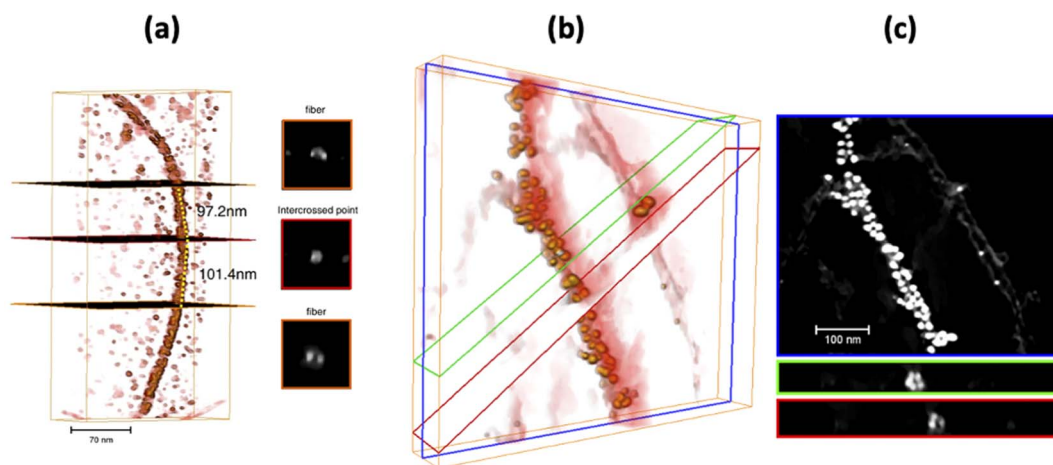 (a)
(b)
(c)
fiber
97.2nm
Intercrossed point
101.4nm
fiber
70 nm
100 nm